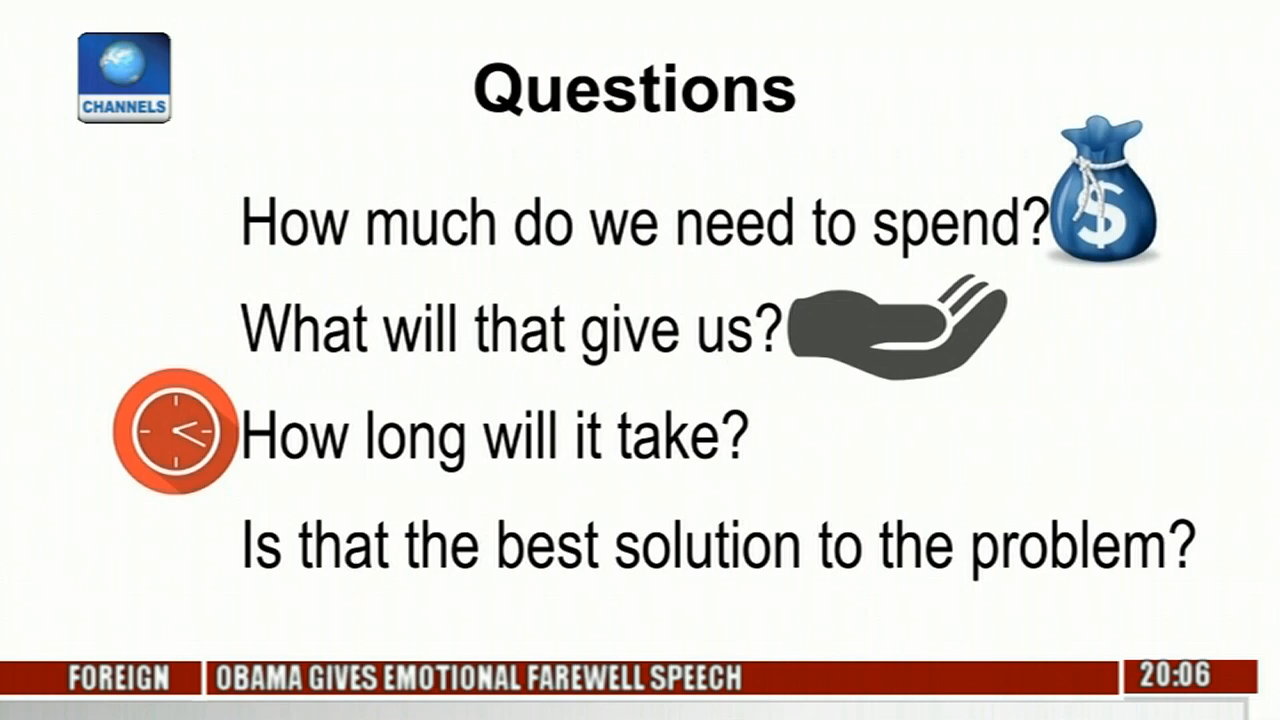 CHANNELS
Questions
How much do we need to spend?
$
What will that give us?
How long will it take?
Is that the best solution to the problem?
FOREIGN
OBAMA GIVES EMOTIONAL FAREWELL SPEECH
20:06